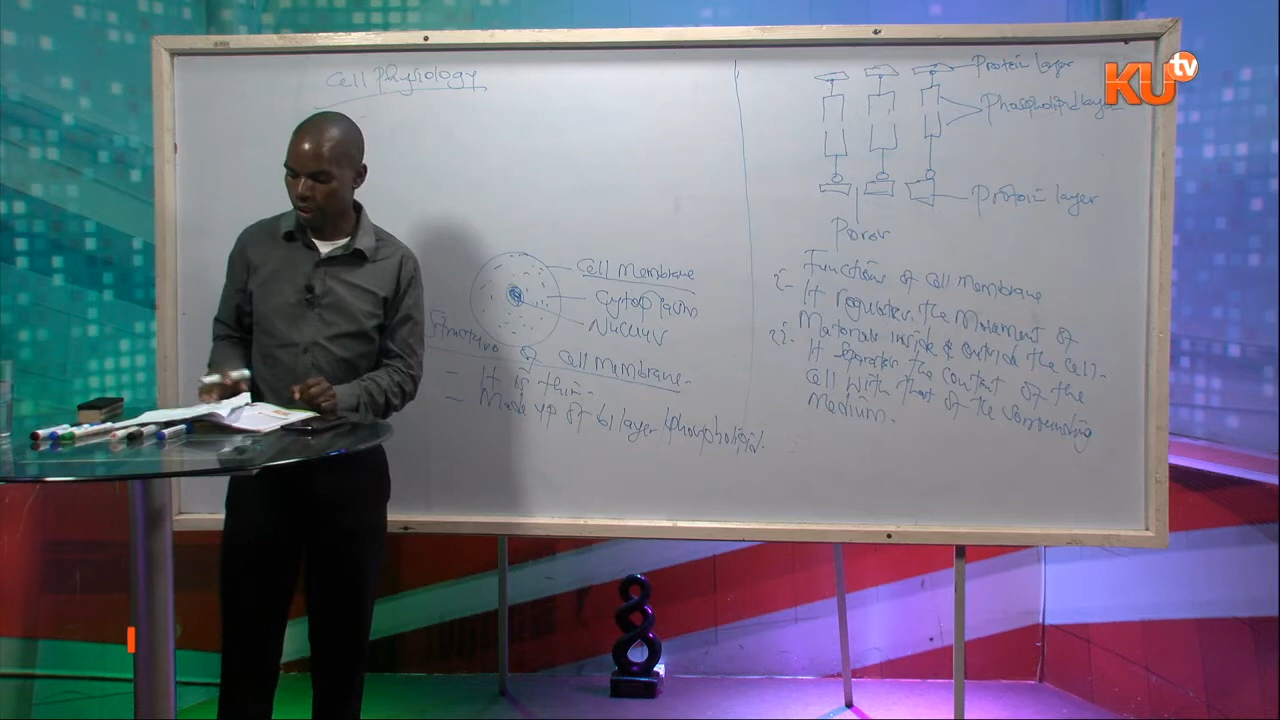 Cell Physiology
Cell Membrane
Cytoplasm
Nucleus
Structure of Cell Membrane
- It is thin.
- Made up of bilayer phospholipid.
Protein layer
Phospholipid layer
Protein layer
Pores
Functions of Cell Membrane
i. It regulates the Movement of
Materials inside & outside the Cell.
ii. It separates the content of the
Cell with that of the surrounding
Medium.
KU tv